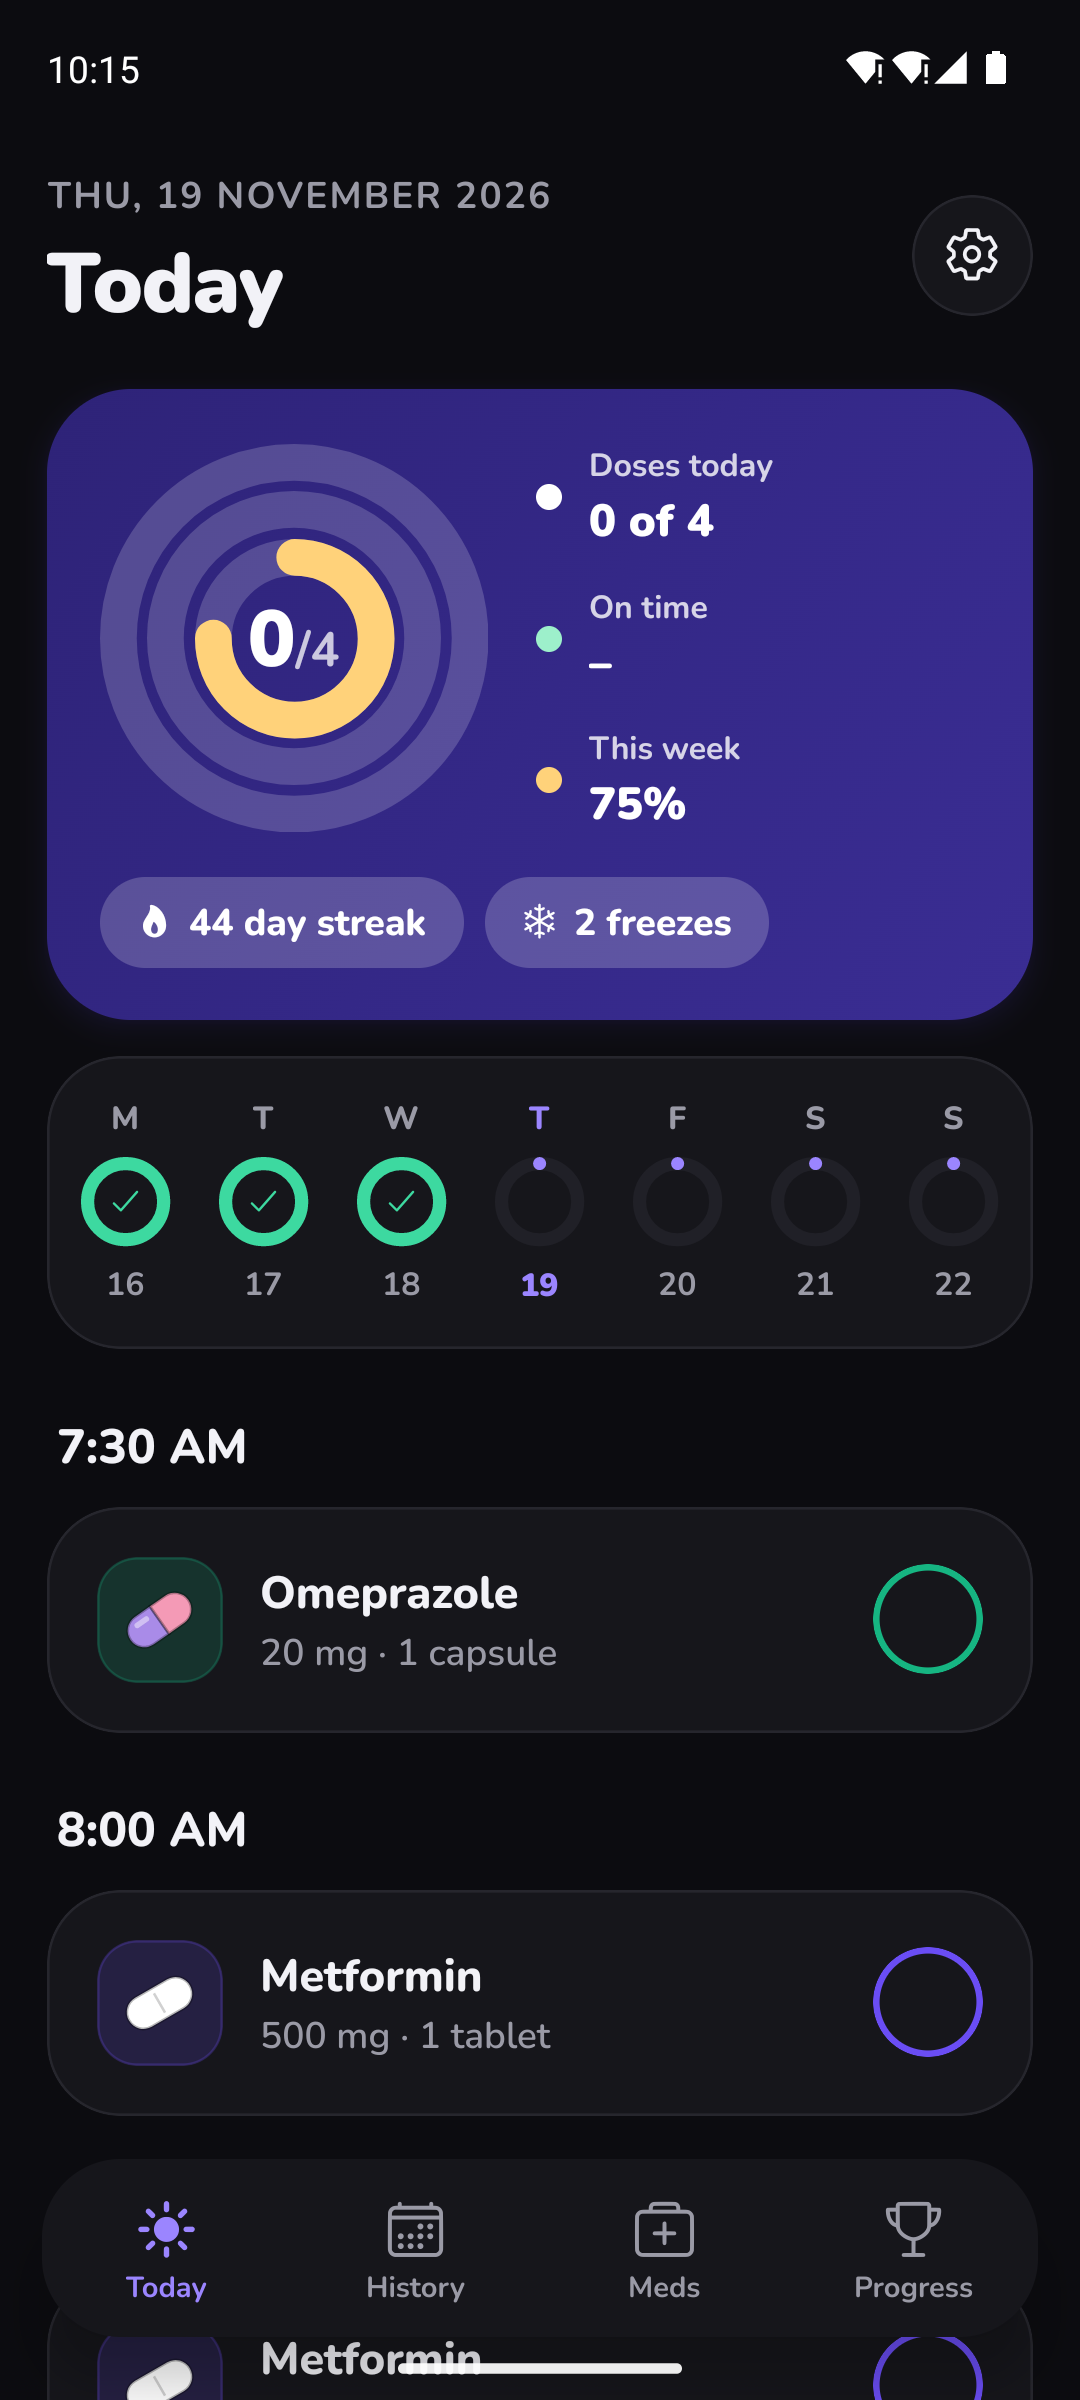 10:15
THU, 19 NOVEMBER 2026
Today
Doses today
0 of 4
On time
–
This week
75%
0/4
44 day streak
2 freezes
M T W T F S S
16 17 18 19 20 21 22
7:30 AM
Omeprazole
20 mg · 1 capsule
8:00 AM
Metformin
500 mg · 1 tablet
Today History Meds Progress
Metformin